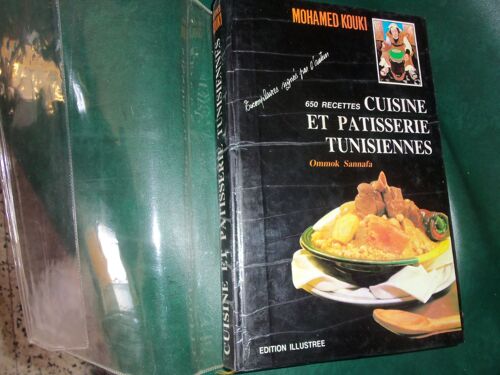 MOHAMED KOUKI
Exemplaires signés par l'auteur
650 RECETTES CUISINE
ET PATISSERIE
TUNISIENNES
Ommok Sannafa
EDITION ILLUSTREE
CUISINE ET PATISSERIE TUNISIENNES